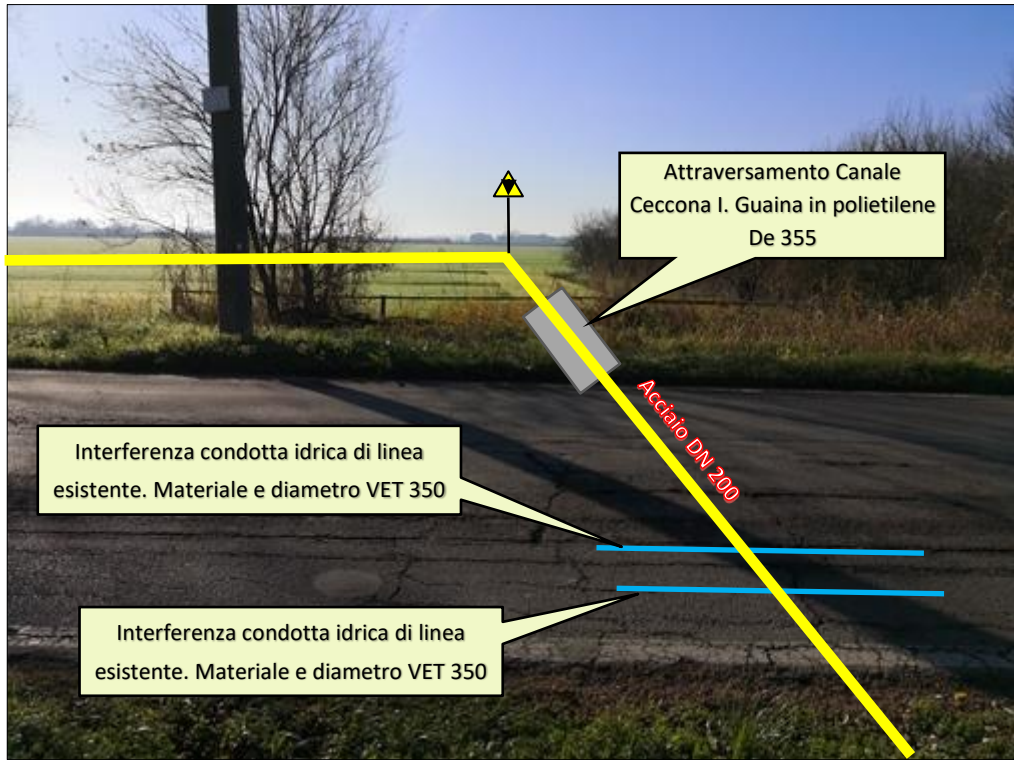 Attraversamento Canale
Ceccona I. Guaina in polietilene
De 355
Acciaio DN 200
Interferenza condotta idrica di linea
esistente. Materiale e diametro VET 350
Interferenza condotta idrica di linea
esistente. Materiale e diametro VET 350